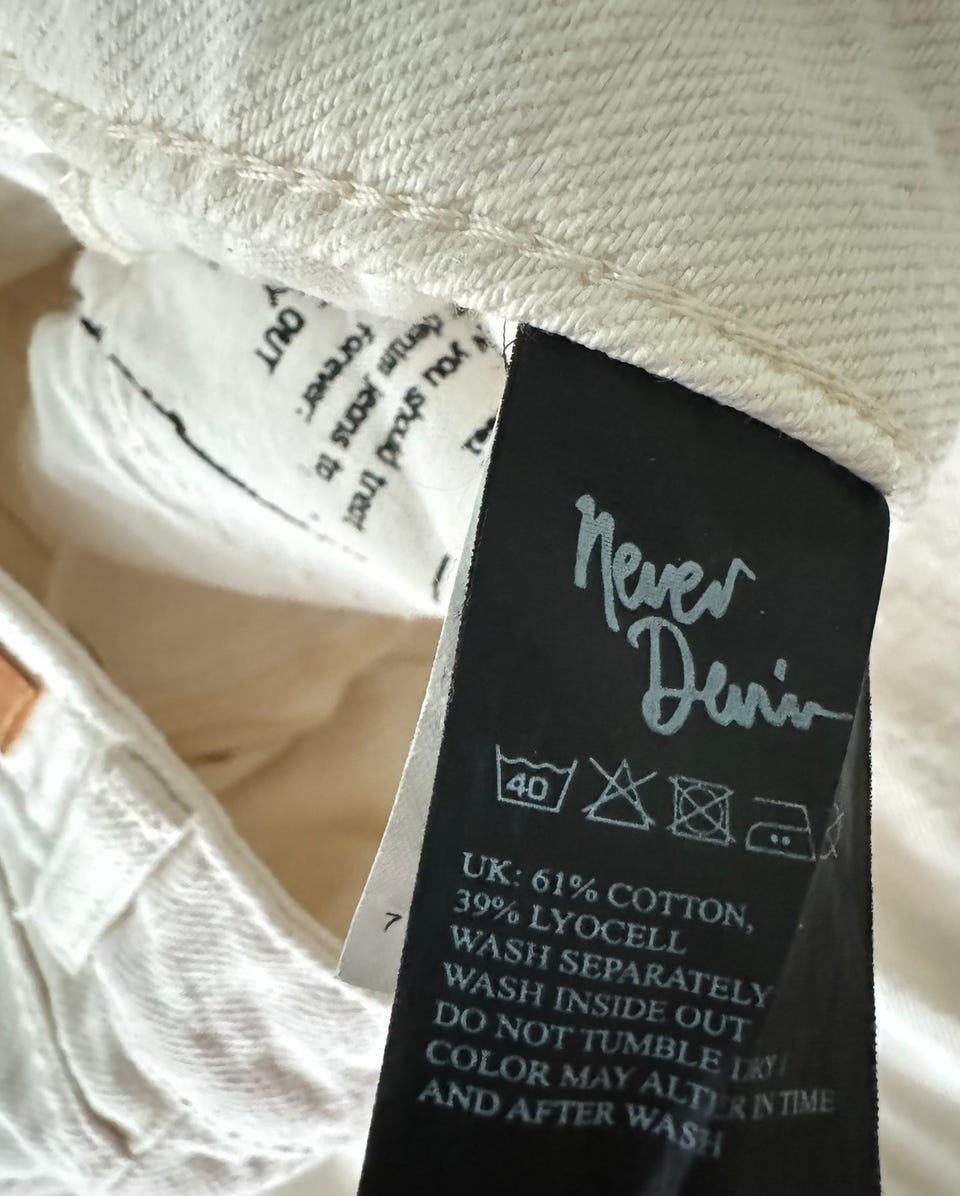 you should treat
denim jeans to
forever:
OUT
Never
Denim
40
UK: 61% COTTON,
39% LYOCELL
WASH SEPARATELY
WASH INSIDE OUT
DO NOT TUMBLE DRY
COLOR MAY ALTER IN TIME
AND AFTER WASH
7